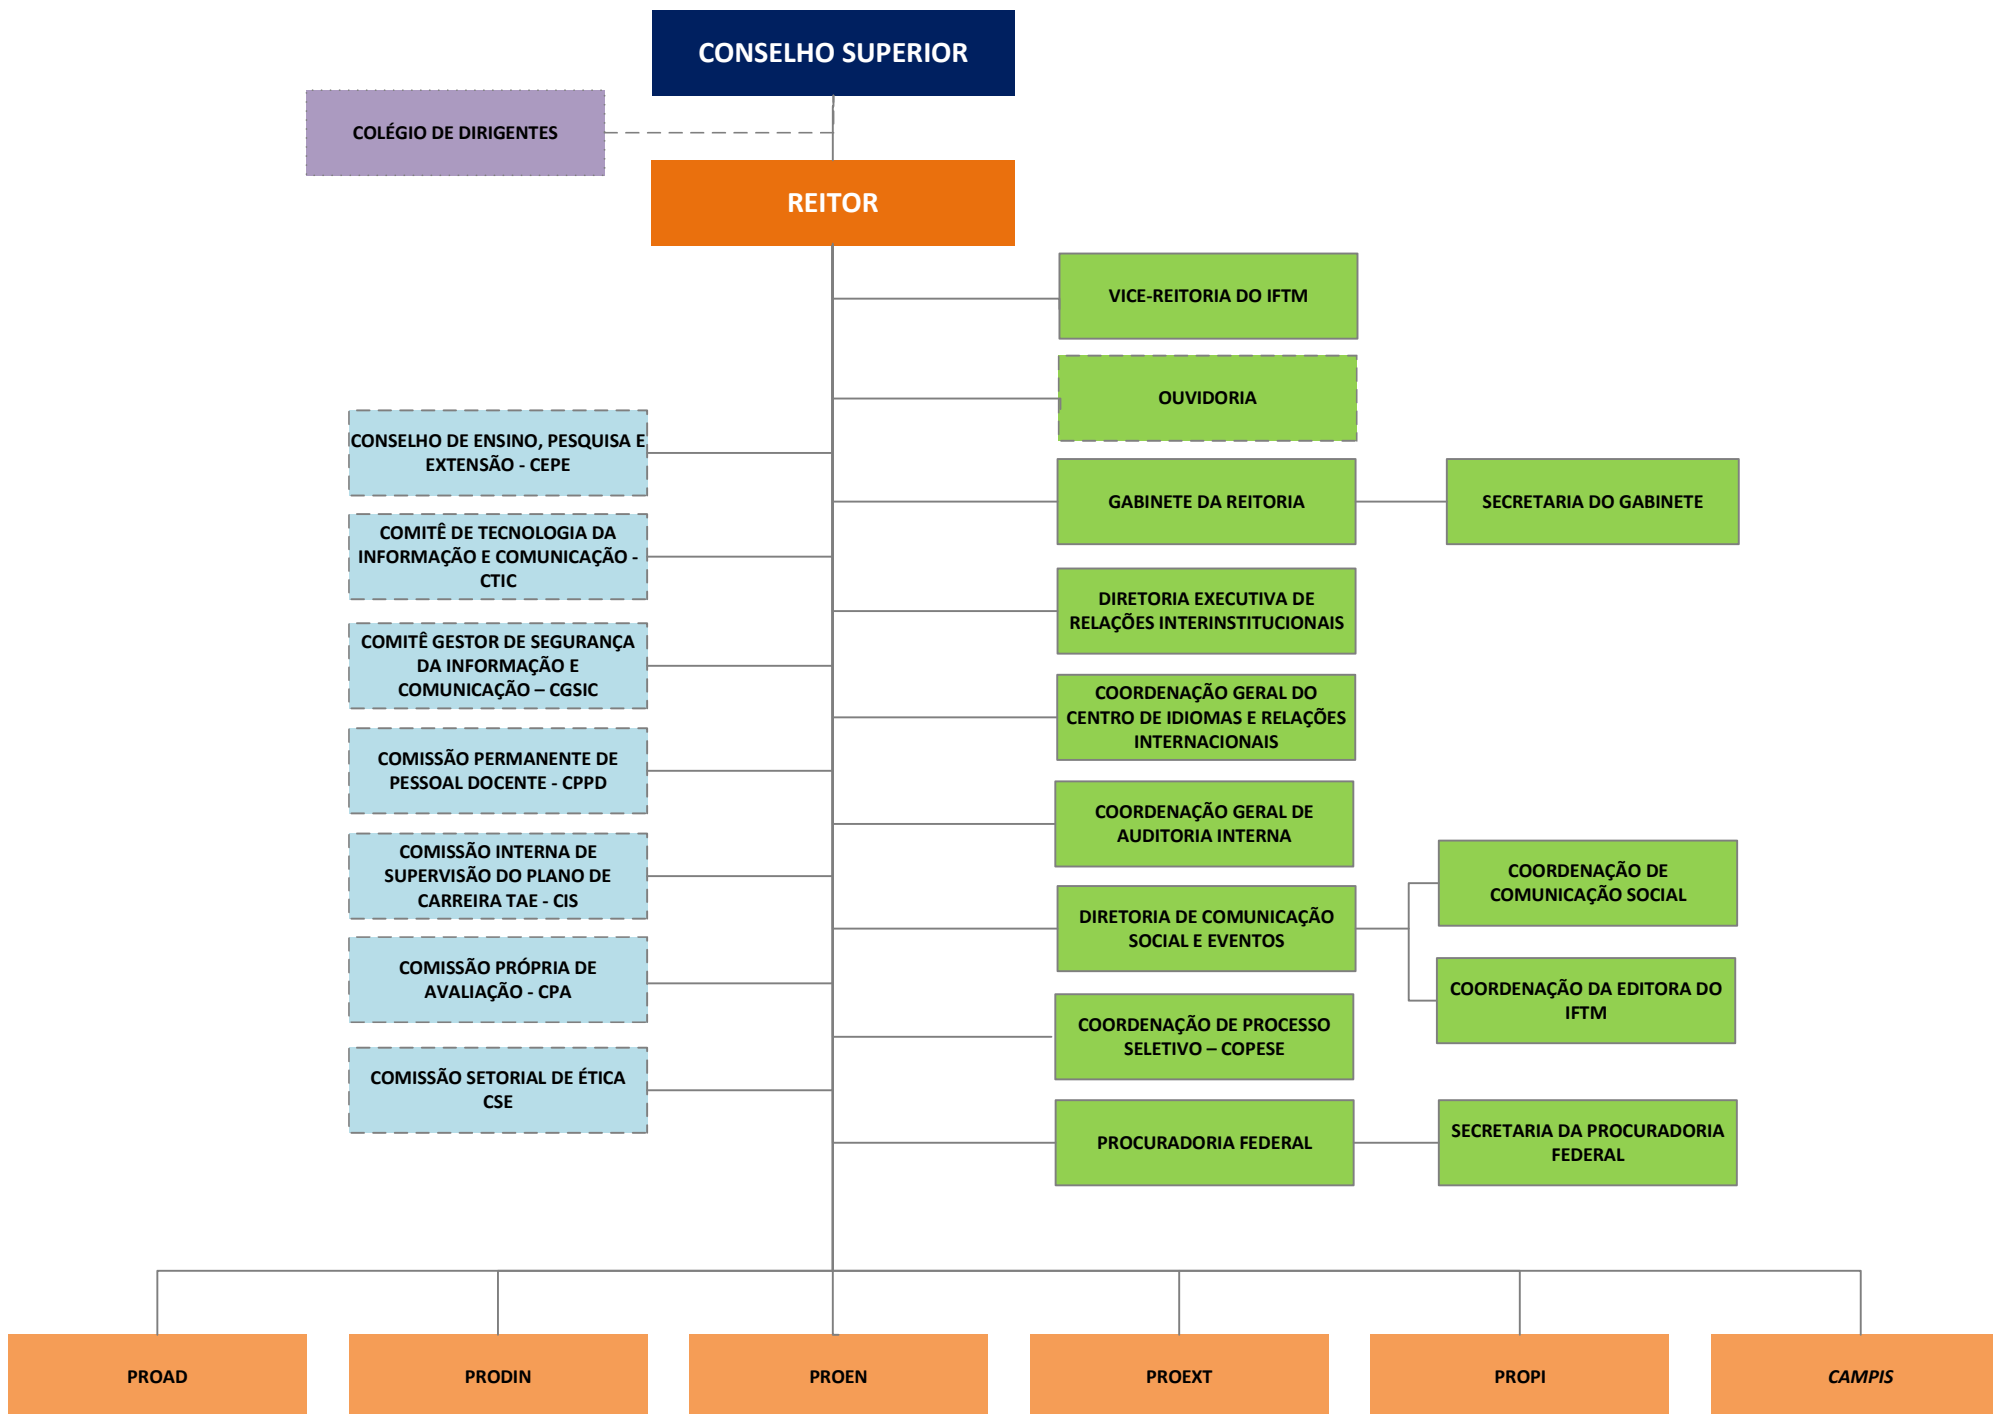 CONSELHO SUPERIOR
COLÉGIO DE DIRIGENTES
REITOR
VICE-REITORIA DO IFTM
OUVIDORIA
CONSELHO DE ENSINO, PESQUISA E
EXTENSÃO - CEPE
GABINETE DA REITORIA
SECRETARIA DO GABINETE
COMITÊ DE TECNOLOGIA DA
INFORMAÇÃO E COMUNICAÇÃO -
CTIC
DIRETORIA EXECUTIVA DE
RELAÇÕES INTERINSTITUCIONAIS
COMITÊ GESTOR DE SEGURANÇA
DA INFORMAÇÃO E
COMUNICAÇÃO – CGSIC
COORDENAÇÃO GERAL DO
CENTRO DE IDIOMAS E RELAÇÕES
INTERNACIONAIS
COMISSÃO PERMANENTE DE
PESSOAL DOCENTE - CPPD
COORDENAÇÃO GERAL DE
AUDITORIA INTERNA
COMISSÃO INTERNA DE
SUPERVISÃO DO PLANO DE
CARREIRA TAE - CIS
COORDENAÇÃO DE
COMUNICAÇÃO SOCIAL
DIRETORIA DE COMUNICAÇÃO
SOCIAL E EVENTOS
COMISSÃO PRÓPRIA DE
AVALIAÇÃO - CPA
COORDENAÇÃO DA EDITORA DO
IFTM
COORDENAÇÃO DE PROCESSO
SELETIVO – COPESE
COMISSÃO SETORIAL DE ÉTICA
CSE
PROCURADORIA FEDERAL
SECRETARIA DA PROCURADORIA
FEDERAL
PROAD
PRODIN
PROEN
PROEXT
PROPI
CAMPIS